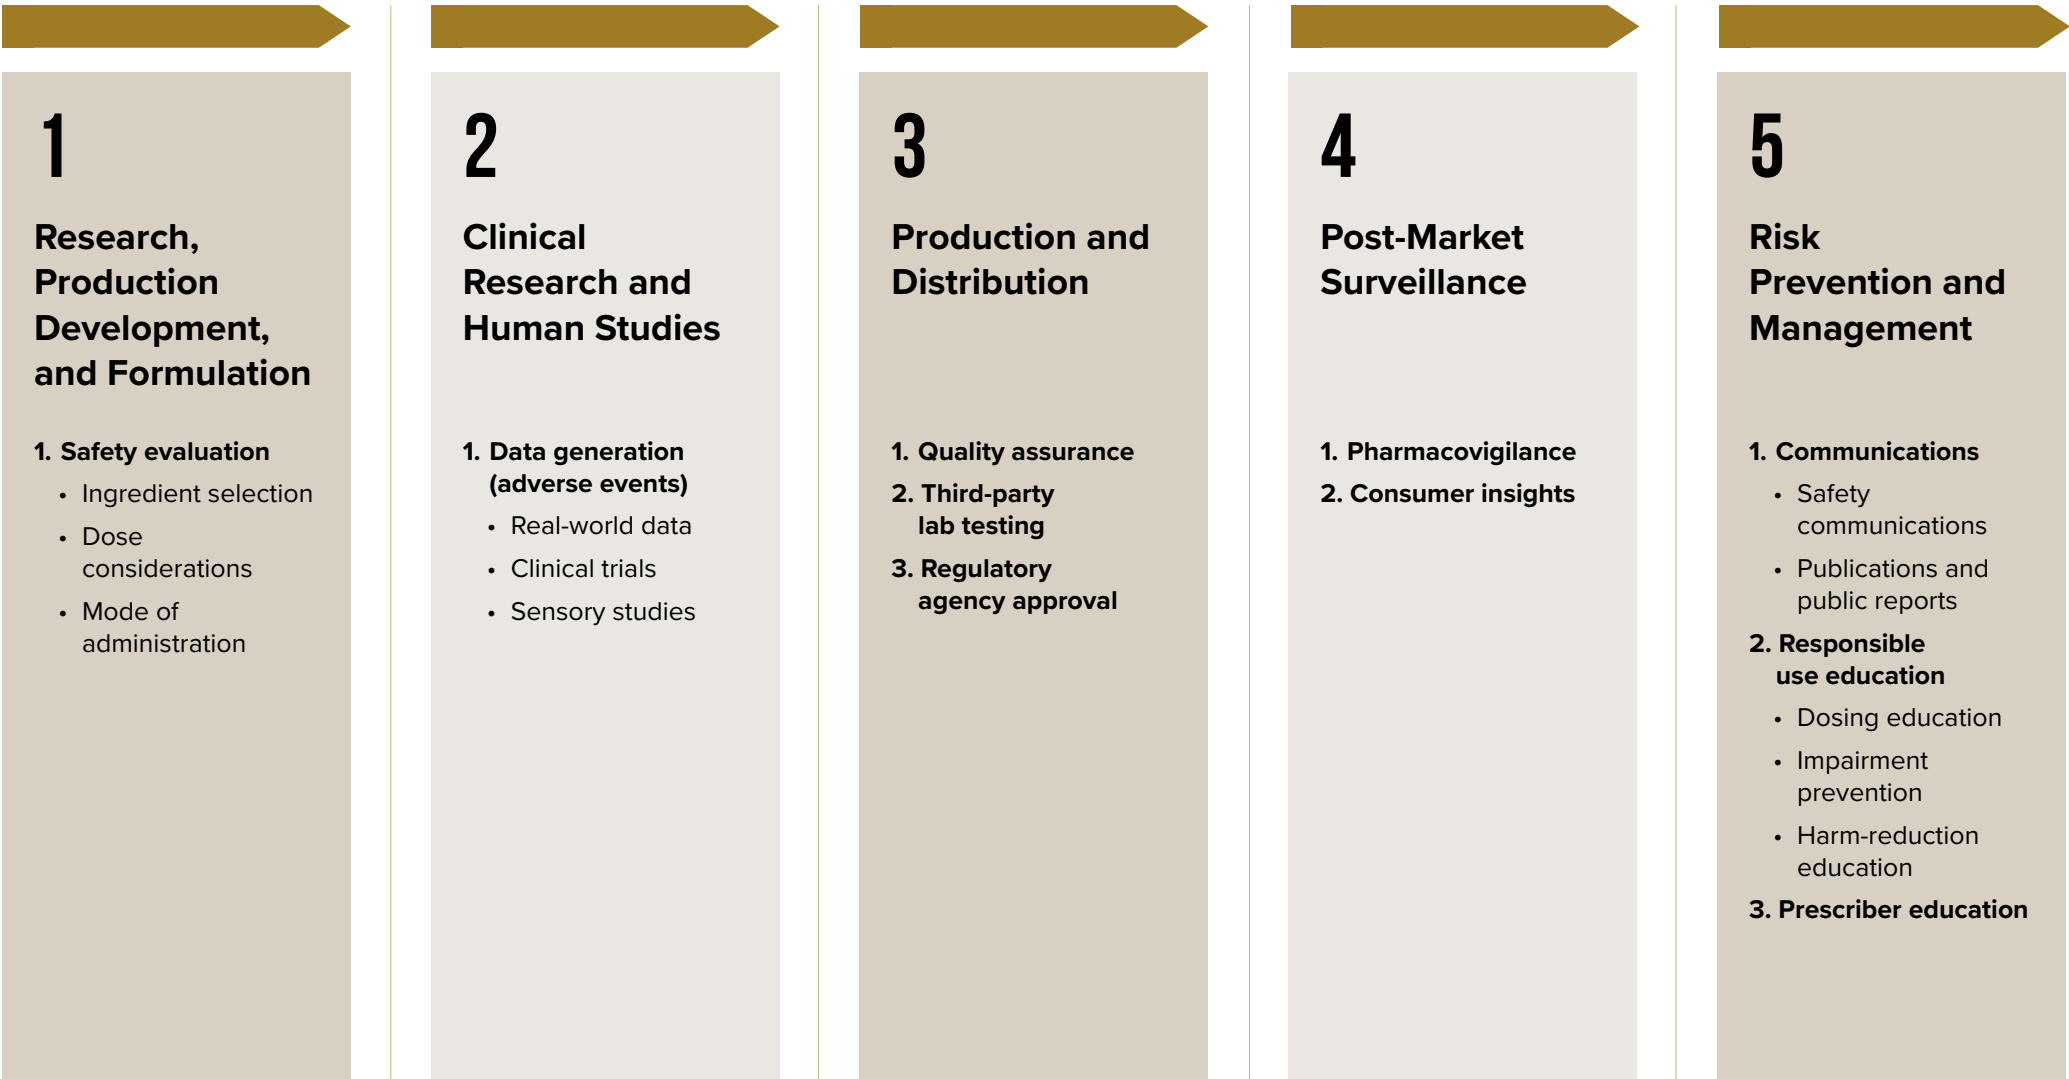 1
Research,
Production
Development,
and Formulation
1. Safety evaluation
• Ingredient selection
• Dose
considerations
• Mode of
administration
2
Clinical
Research and
Human Studies
1. Data generation
(adverse events)
• Real-world data
• Clinical trials
• Sensory studies
3
Production and
Distribution
1. Quality assurance
2. Third-party
lab testing
3. Regulatory
agency approval
4
Post-Market
Surveillance
1. Pharmacovigilance
2. Consumer insights
5
Risk
Prevention and
Management
1. Communications
• Safety
communications
• Publications and
public reports
2. Responsible
use education
• Dosing education
• Impairment
prevention
• Harm-reduction
education
3. Prescriber education